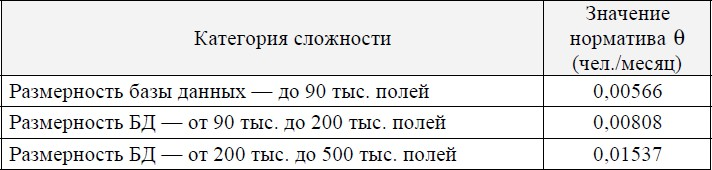 Категория сложности
Значение
норматива θ
(чел./месяц)
Размерность базы данных — до 90 тыс. полей
0,00566
Размерность БД — от 90 тыс. до 200 тыс. полей
0,00808
Размерность БД — от 200 тыс. до 500 тыс. полей
0,01537